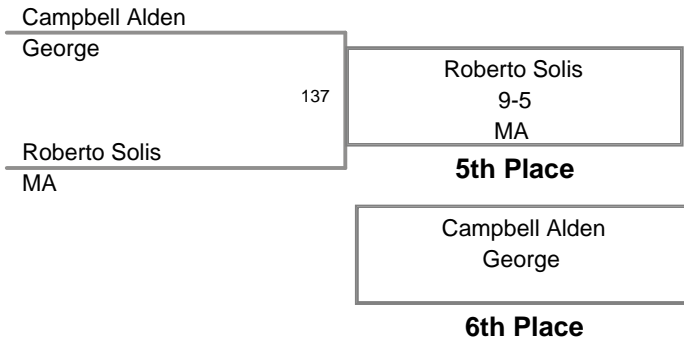 Campbell Alden
George
137
Roberto Solis
MA
Roberto Solis
9-5
MA
5th Place
Campbell Alden
George
6th Place